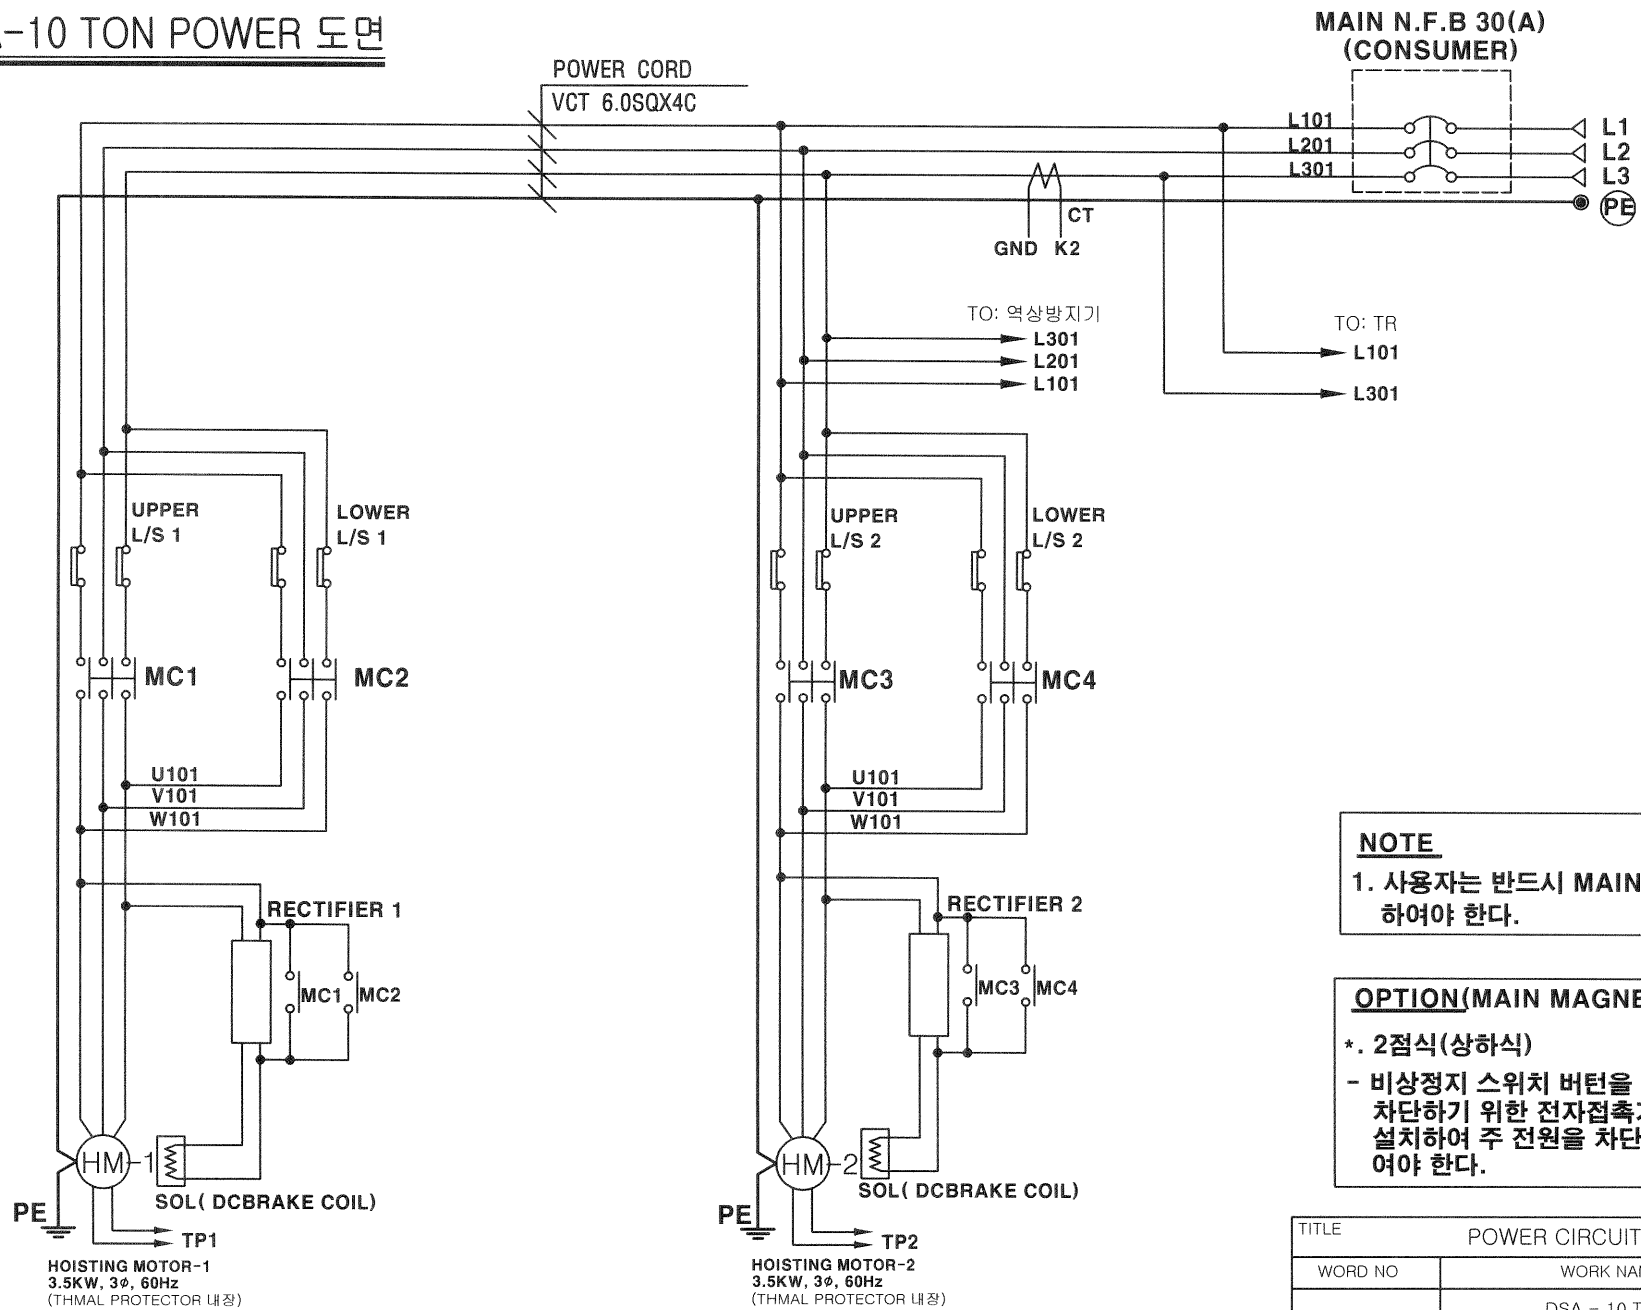 -10 TON POWER 도면
MAIN N.F.B 30(A)
(CONSUMER)
POWER CORD
VCT 6.0SQX4C
L101
L201
L301
L1
L2
L3
PE
CT
GND K2
TO: 역상방지기
L301
L201
L101
TO: TR
L101
L301
UPPER
L/S 1
LOWER
L/S 1
UPPER
L/S 2
LOWER
L/S 2
MC1
MC2
MC3
MC4
U101
V101
W101
U101
V101
W101
RECTIFIER 1
MC1
MC2
RECTIFIER 2
MC3
MC4
NOTE
1. 사용자는 반드시 MAIN
하여야 한다.
OPTION(MAIN MAGNE
*. 2점식(상하식)
- 비상정지 스위치 버턴을
차단하기 위한 전자접촉
설치하여 주 전원을 차단
여야 한다.
HM-1
SOL( DCBRAKE COIL)
PE
TP1
HOISTING MOTOR-1
3.5KW, 3ø, 60Hz
(THMAL PROTECTOR 내장)
HM-2
SOL( DCBRAKE COIL)
PE
TP2
HOISTING MOTOR-2
3.5KW, 3ø, 60Hz
(THMAL PROTECTOR 내장)
TITLE
POWER CIRCUIT
WORD NO
WORK NA
DSA - 10 T